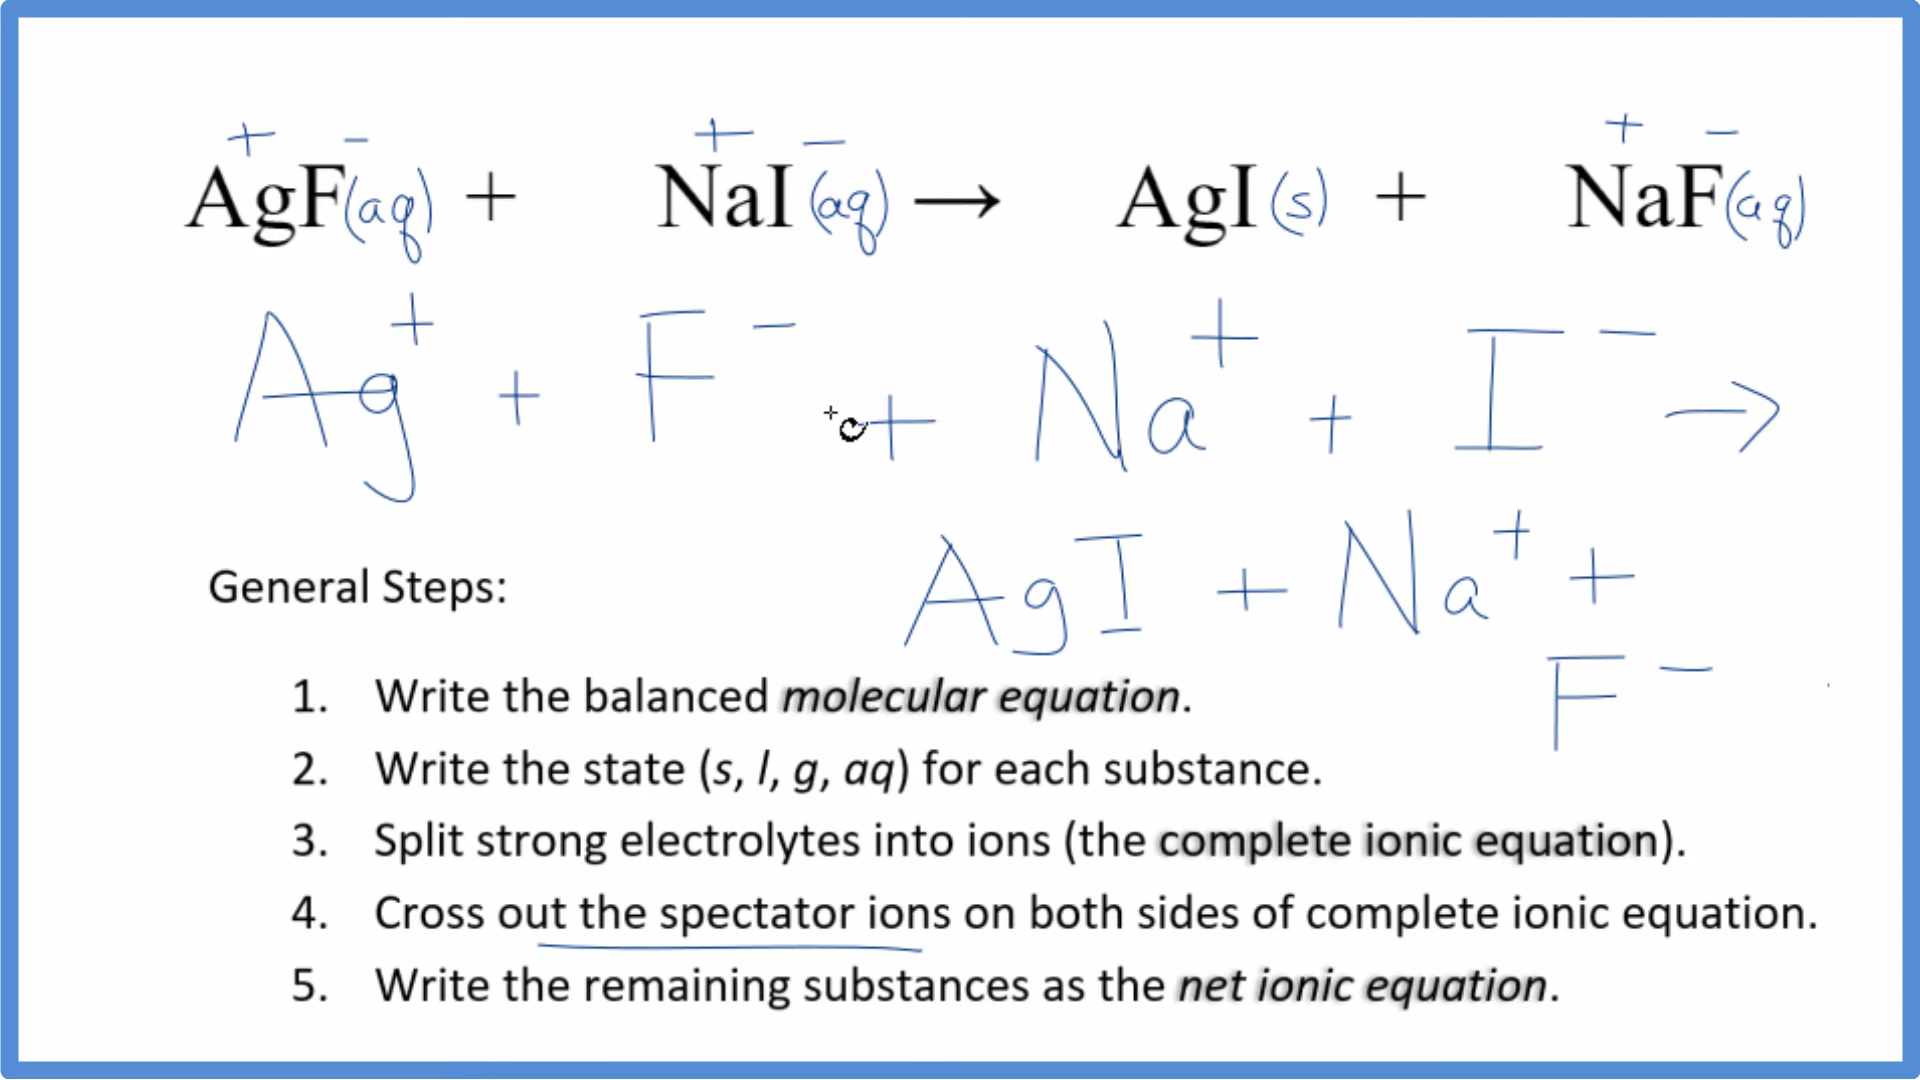 + − + − + −
AgF(aq) + NaI(aq) → AgI(s) + NaF(aq)
Ag⁺ + F⁻ + Na⁺ + I⁻ →
AgI + Na⁺ +
F⁻
General Steps:
1. Write the balanced molecular equation.
2. Write the state (s, l, g, aq) for each substance.
3. Split strong electrolytes into ions (the complete ionic equation).
4. Cross out the spectator ions on both sides of complete ionic equation.
5. Write the remaining substances as the net ionic equation.